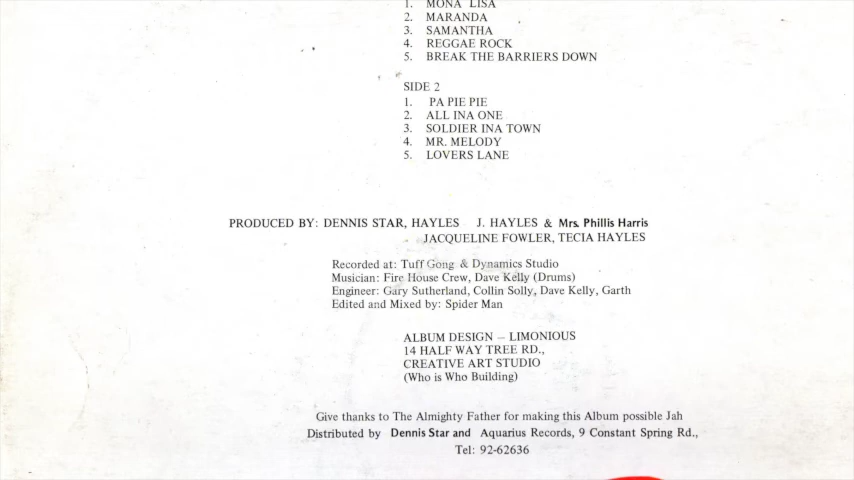 1. MONA LISA
2. MARANDA
3. SAMANTHA
4. REGGAE ROCK
5. BREAK THE BARRIERS DOWN
SIDE 2
1. PA PIE PIE
2. ALL INA ONE
3. SOLDIER INA TOWN
4. MR. MELODY
5. LOVERS LANE
PRODUCED BY: DENNIS STAR, HAYLES J. HAYLES & Mrs. Phillis Harris
JACQUELINE FOWLER, TECIA HAYLES
Recorded at: Tuff Gong & Dynamics Studio
Musician: Fire House Crew, Dave Kelly (Drums)
Engineer: Gary Sutherland, Collin Solly, Dave Kelly, Garth
Edited and Mixed by: Spider Man
ALBUM DESIGN – LIMONIOUS
14 HALF WAY TREE RD.,
CREATIVE ART STUDIO
(Who is Who Building)
Give thanks to The Almighty Father for making this Album possible Jah
Distributed by Dennis Star and Aquarius Records, 9 Constant Spring Rd.,
Tel: 92-62636